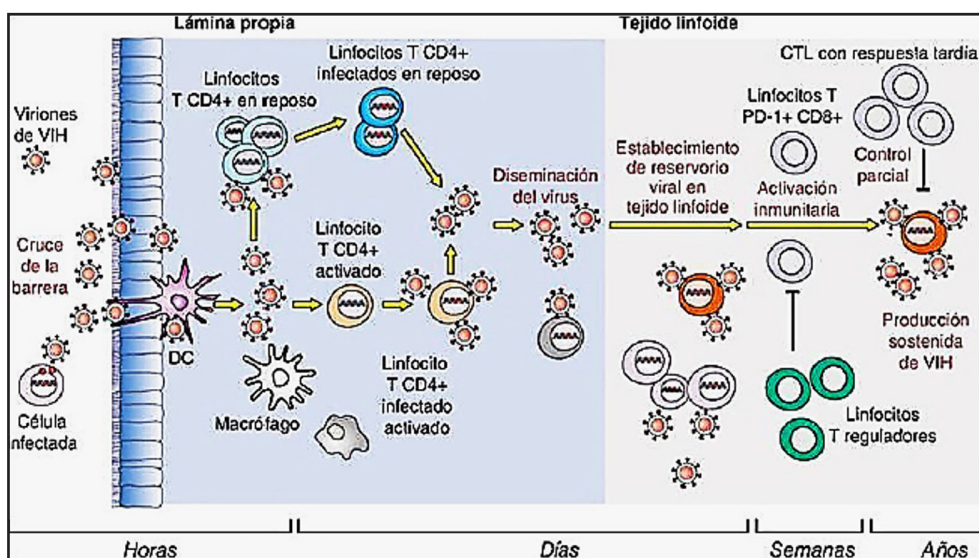 Lámina propia
Tejido linfoide
Viriones
de VIH
Cruce
de la
barrera
Célula
infectada
DC
Linfocitos
T CD4+ en reposo
Linfocitos T CD4+
infectados en reposo
Linfocito
T CD4+
activado
Macrófago
Linfocito
T CD4+
infectado
activado
Diseminación
del virus
Establecimiento
de reservorio
viral en
tejido linfoide
Linfocitos T
PD-1+ CD8+
Activación
inmunitaria
CTL con respuesta tardía
Control
parcial
Producción
sostenida
de VIH
Linfocitos
T reguladores
Horas
Días
Semanas
Años